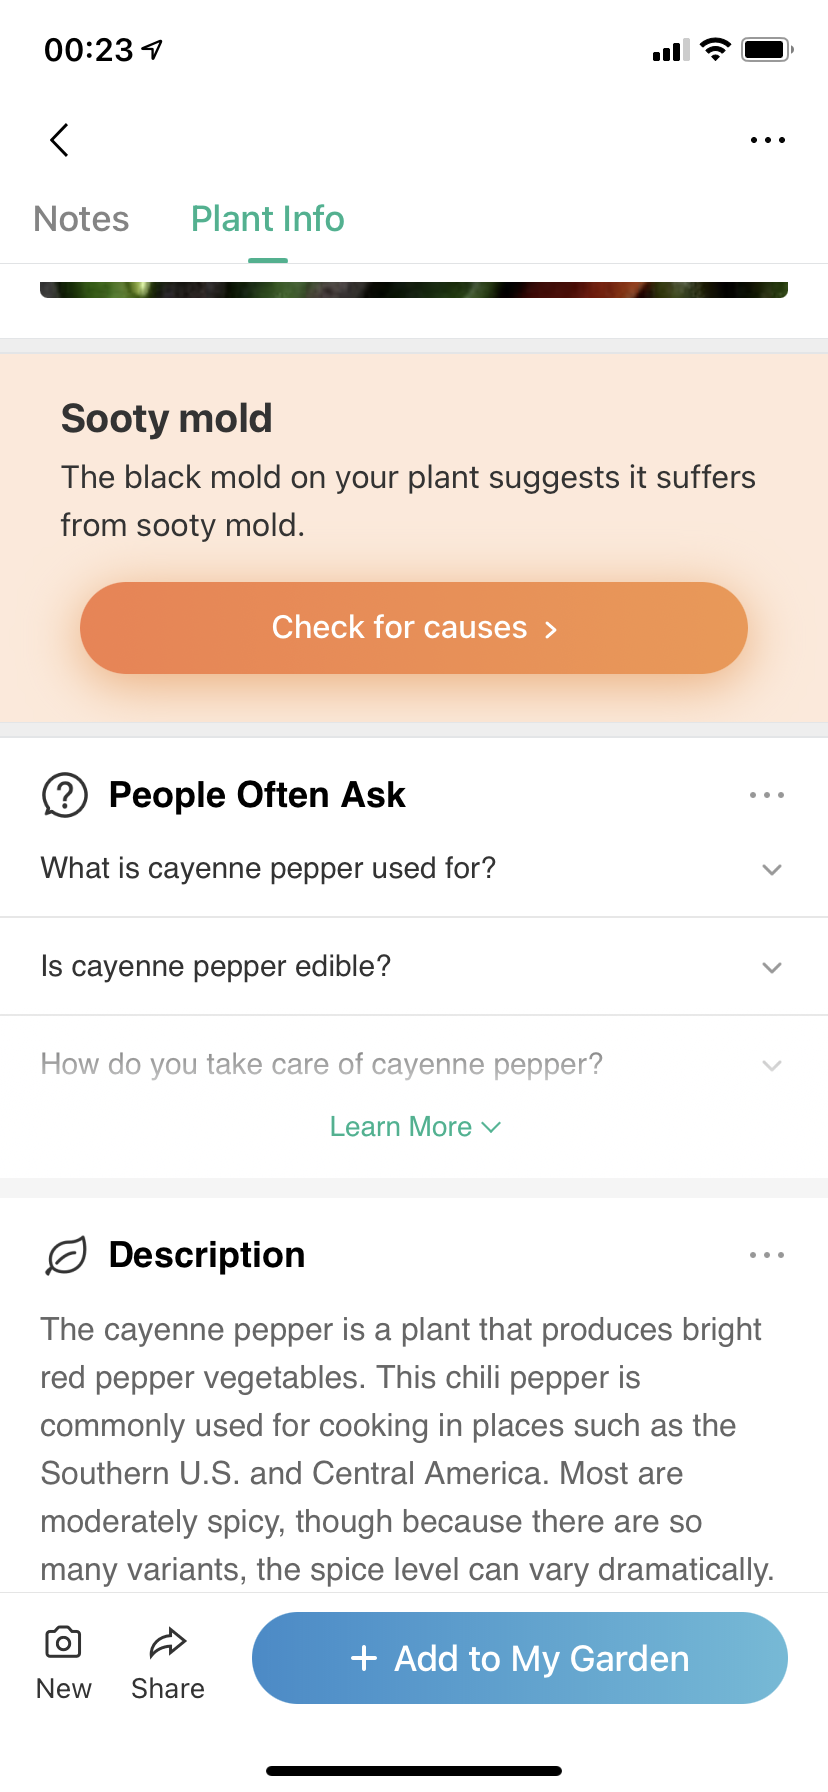 00:23
Notes
Plant Info
Sooty mold
The black mold on your plant suggests it suffers
from sooty mold.
Check for causes
People Often Ask
What is cayenne pepper used for?
Is cayenne pepper edible?
How do you take care of cayenne pepper?
Learn More
Description
The cayenne pepper is a plant that produces bright
red pepper vegetables. This chili pepper is
commonly used for cooking in places such as the
Southern U.S. and Central America. Most are
moderately spicy, though because there are so
many variants, the spice level can vary dramatically.
New
Share
+ Add to My Garden